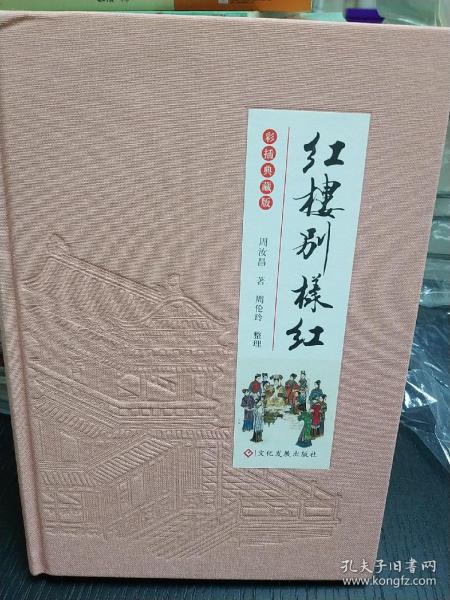 红楼别样红
彩插典藏版
周汝昌 著 周伦玲 整理
文化发展出版社
孔夫子旧书网
www.kongfz.com